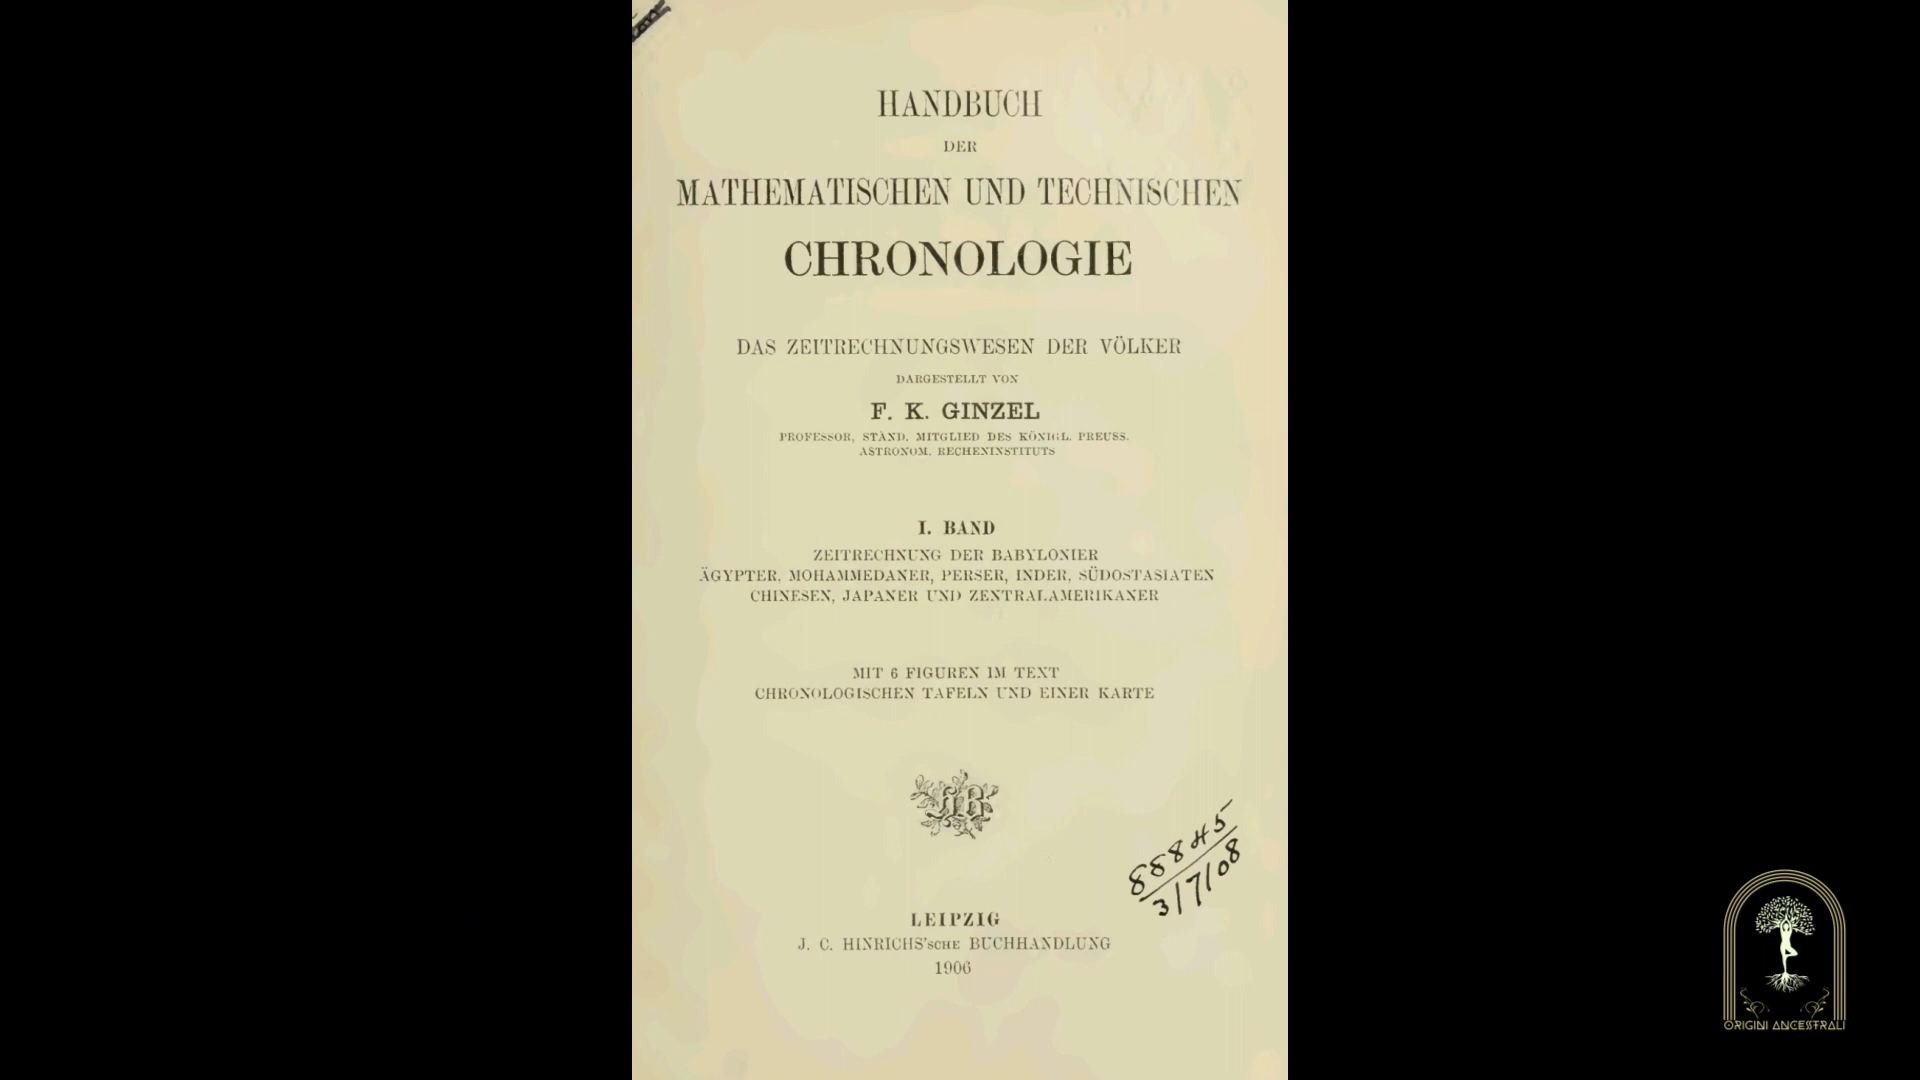 HANDBUCH
DER
MATHEMATISCHEN UND TECHNISCHEN
CHRONOLOGIE
DAS ZEITRECHNUNGSWESEN DER VÖLKER
DARGESTELLT VON
F. K. GINZEL
PROFESSOR, STÄND. MITGLIED DES KÖNIGL. PREUSS.
ASTRONOM. RECHENINSTITUTS
I. BAND
ZEITRECHNUNG DER BABYLONIER
ÄGYPTER, MOHAMMEDANER, PERSER, INDER, SÜDOSTASIATEN
CHINESEN, JAPANER UND ZENTRALAMERIKANER
MIT 6 FIGUREN IM TEXT
CHRONOLOGISCHEN TAFELN UND EINER KARTE
88845
3/7/08
LEIPZIG
J. C. HINRICHS'SCHE BUCHHANDLUNG
1906
ORIGINI ANCESTRALI